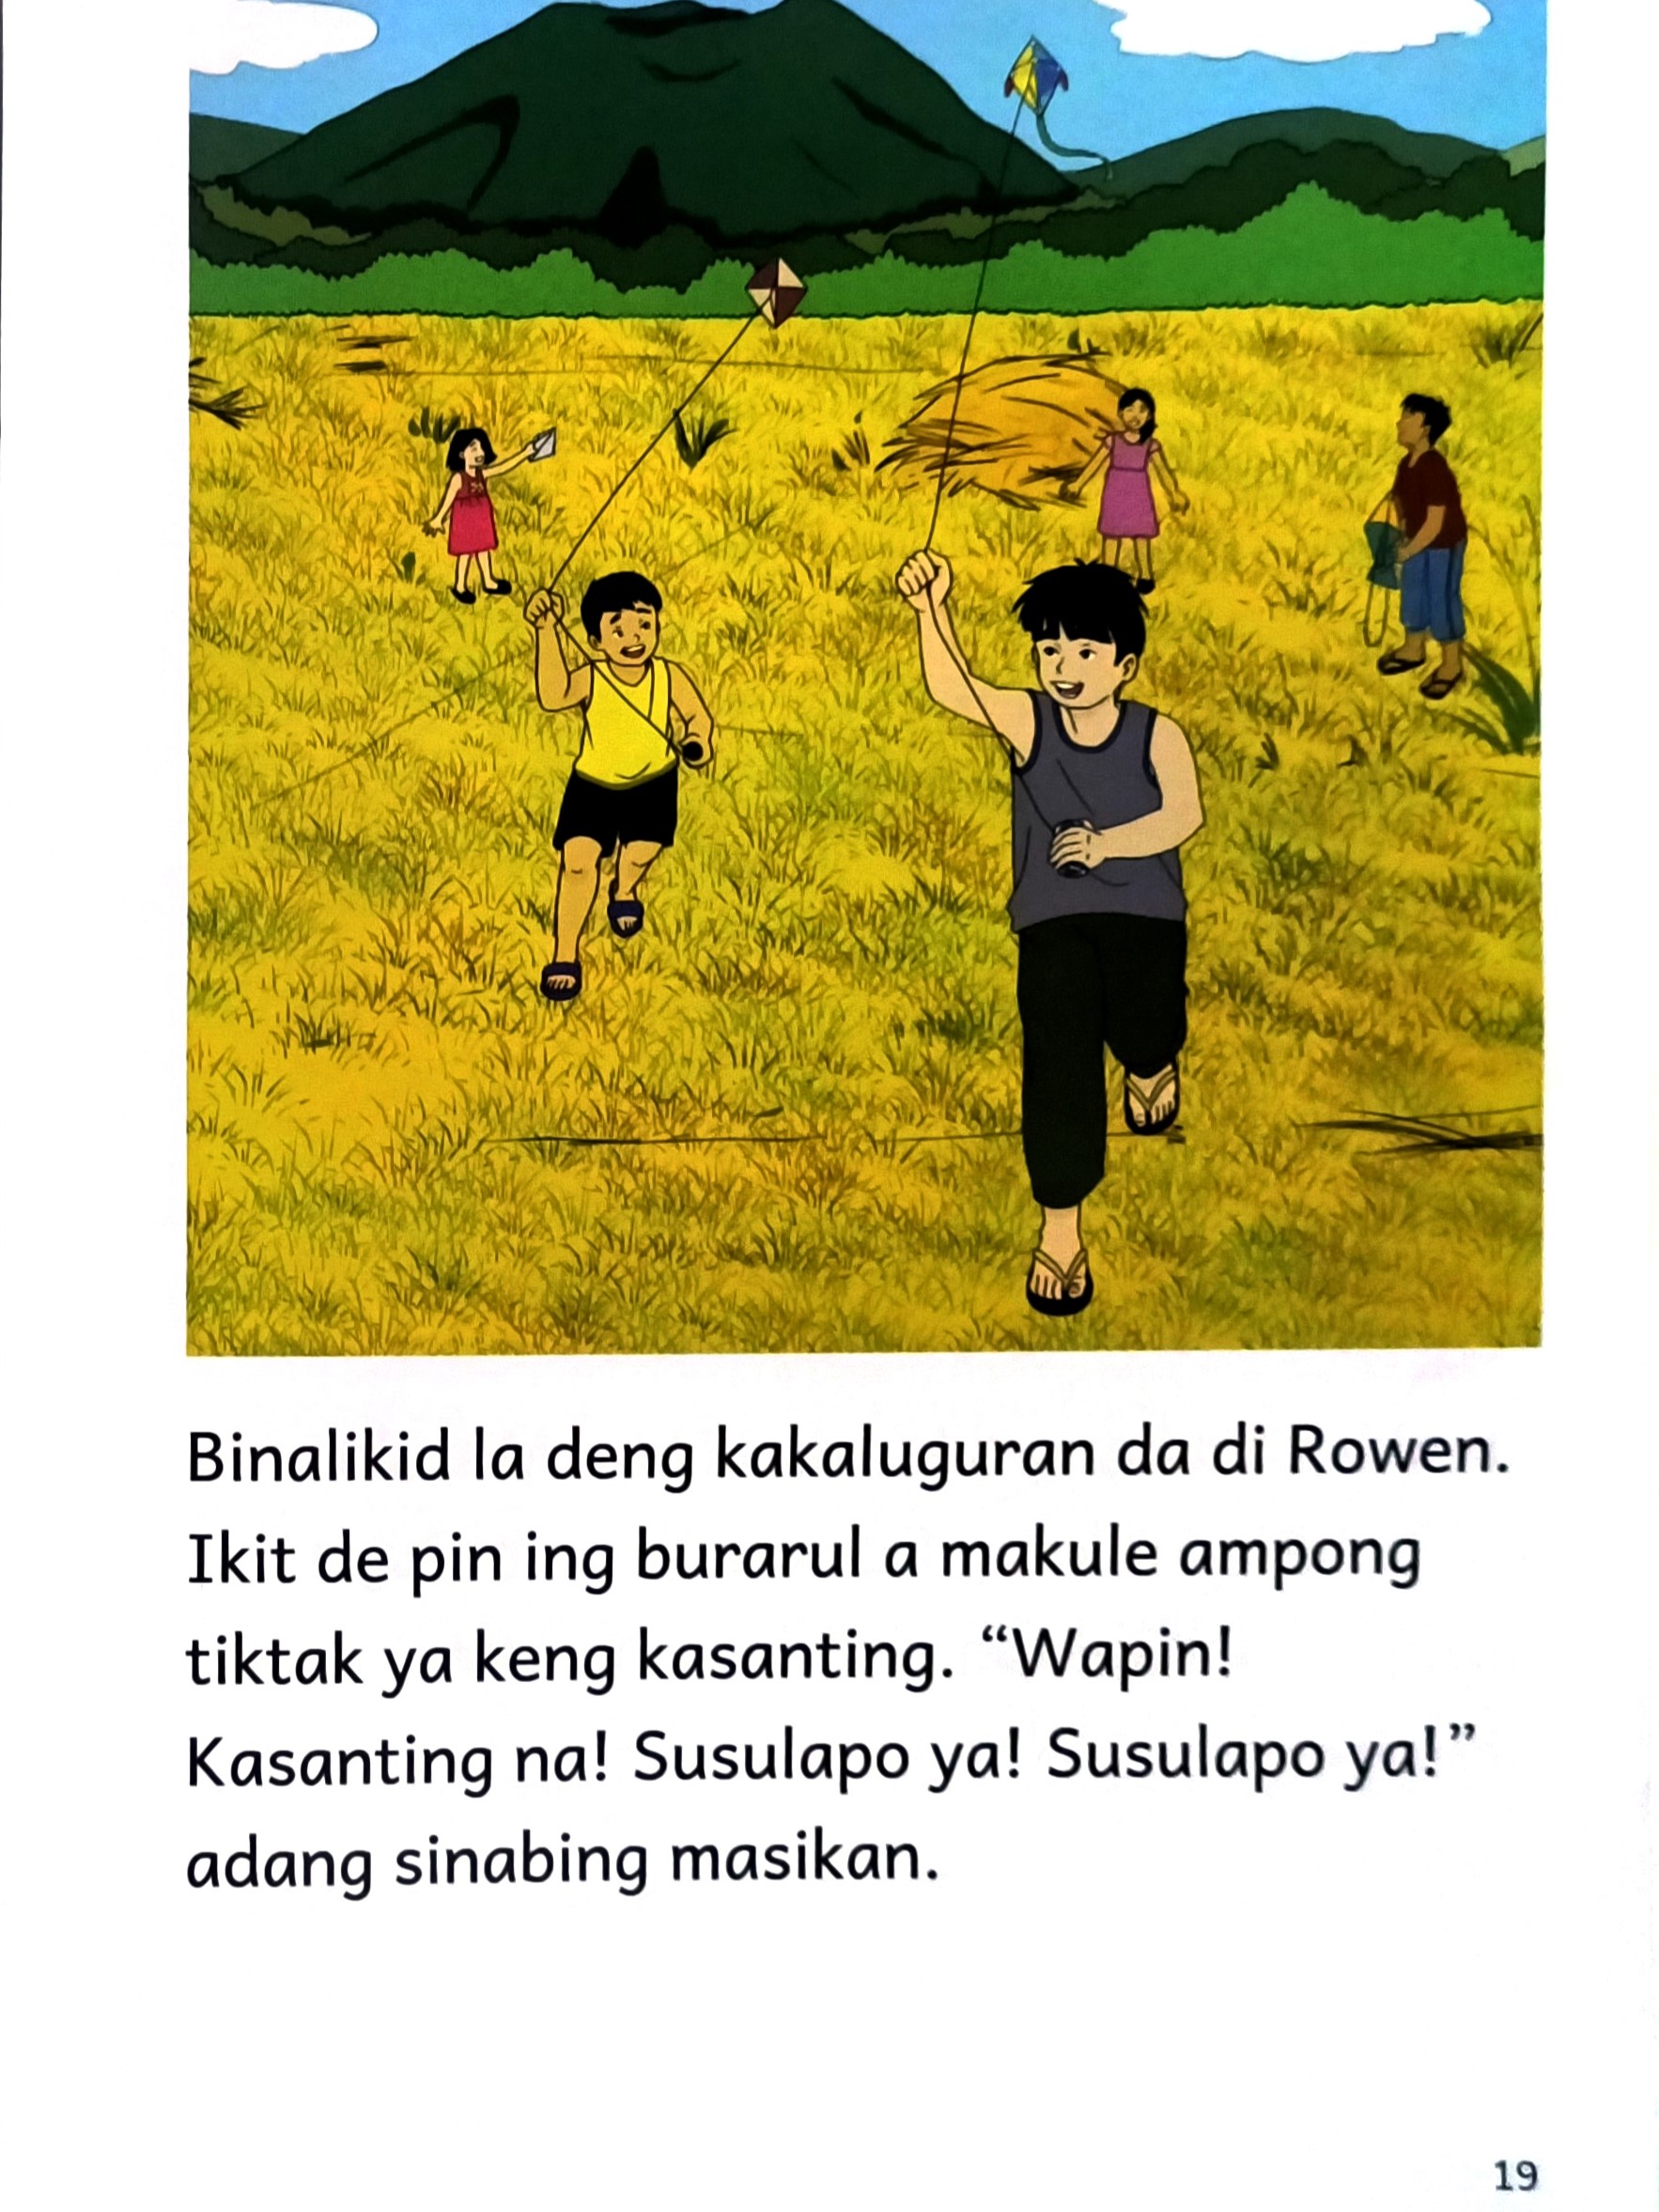 Binalikid la deng kakaluguran da di Rowen.
Ikit de pin ing burarul a makule ampong
tiktak ya keng kasanting. “Wapin!
Kasanting na! Susulapo ya! Susulapo ya!”
adang sinabing masikan.
19